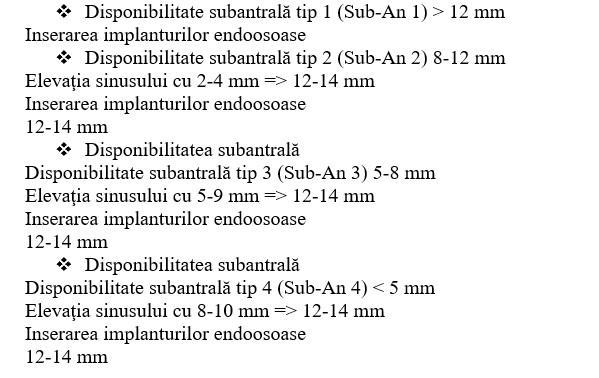 ❖ Disponibilitate subantrală tip 1 (Sub-An 1) > 12 mm
Inserarea implanturilor endoosoase
❖ Disponibilitate subantrală tip 2 (Sub-An 2) 8-12 mm
Elevaţia sinusului cu 2-4 mm => 12-14 mm
Inserarea implanturilor endoosoase
12-14 mm
❖ Disponibilitatea subantrală
Disponibilitate subantrală tip 3 (Sub-An 3) 5-8 mm
Elevaţia sinusului cu 5-9 mm => 12-14 mm
Inserarea implanturilor endoosoase
12-14 mm
❖ Disponibilitatea subantrală
Disponibilitate subantrală tip 4 (Sub-An 4) < 5 mm
Elevaţia sinusului cu 8-10 mm => 12-14 mm
Inserarea implanturilor endoosoase
12-14 mm